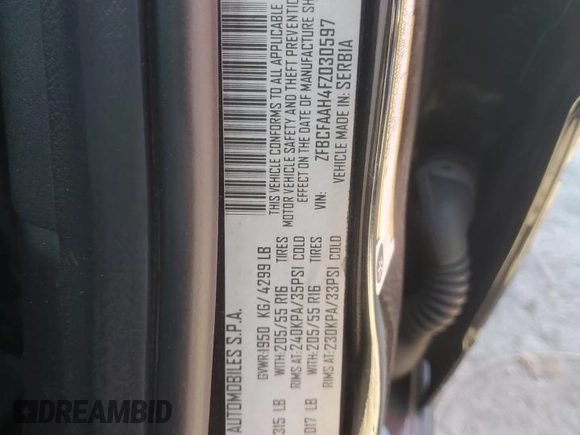 AUTOMOBILES S.P.A.
GVWR:1950 KG/ 4299 LB
315 LB WITH:205/55 R16 TIRES
RIMS AT:240KPA/35PSI COLD
017 LB WITH:205/55 R16 TIRES
RIMS AT:230KPA/33PSI COLD
THIS VEHICLE CONFORMS TO ALL APPLICABLE
MOTOR VEHICLE SAFETY AND THEFT PREVENTIC
EFFECT ON THE DATE OF MANUFACTURE SH
VIN: ZFBCFAAH4FZ030597
VEHICLE MADE IN: SERBIA
DREAMBID